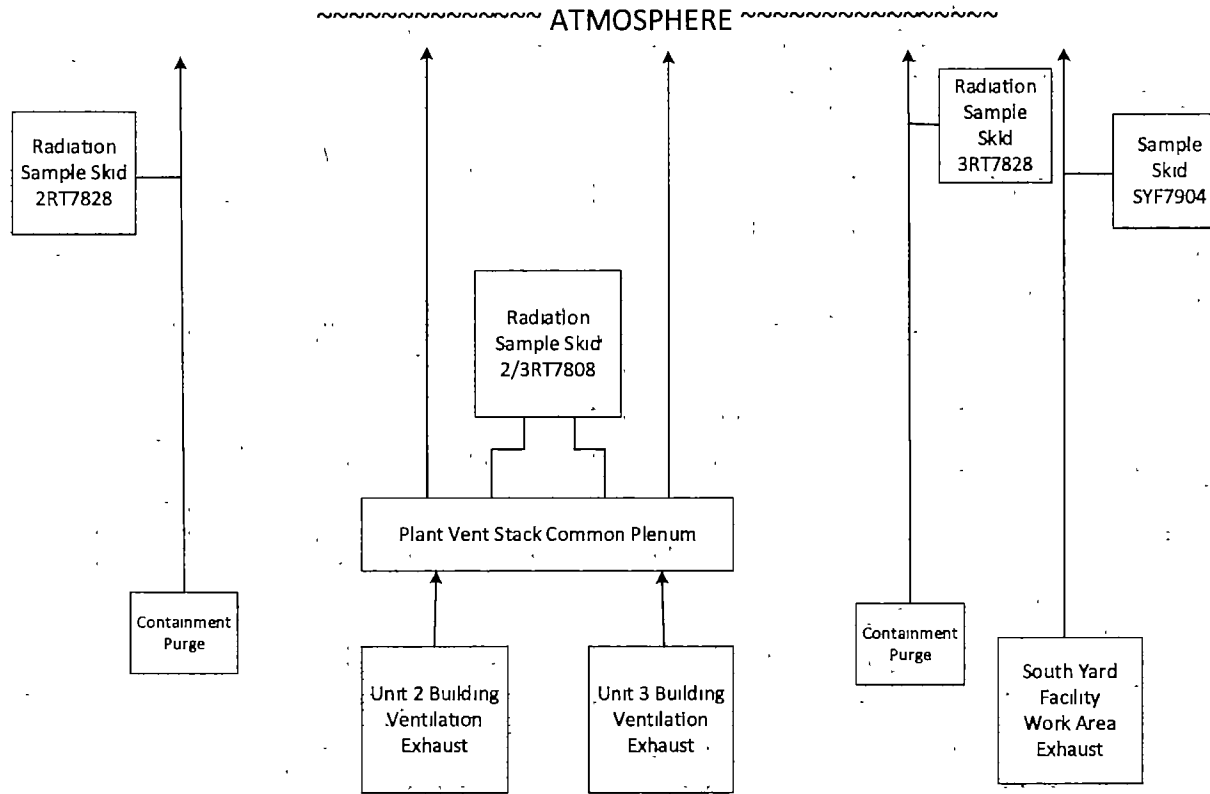 ~~~~~~~~~~~~~~~~ ATMOSPHERE ~~~~~~~~~~~~~~~~~~
Radiation
Sample Skid
2RT7828
Radiation
Sample Skid
2/3RT7808
Radiation
Sample
Skid
3RT7828
Sample
Skid
SYF7904
Plant Vent Stack Common Plenum
Containment
Purge
Unit 2 Building
Ventilation
Exhaust
Unit 3 Building
Ventilation
Exhaust
Containment
Purge
South Yard
Facility
Work Area
Exhaust